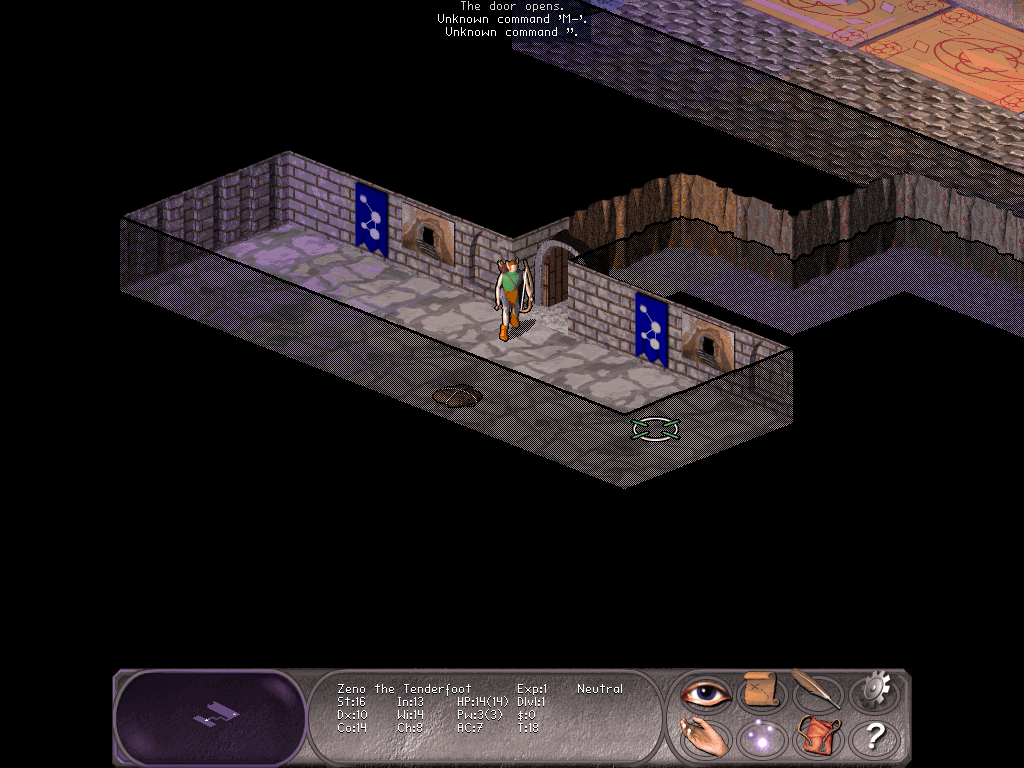 The door opens.
Unknown command 'M-'.
Unknown command ''.
Zeno the Tenderfoot Exp:1 Neutral
St:16 In:13 HP:14(14) Dlvl:1
Dx:10 Wi:14 Pw:3(3) $:0
Co:14 Ch:8 AC:7 T:18
?